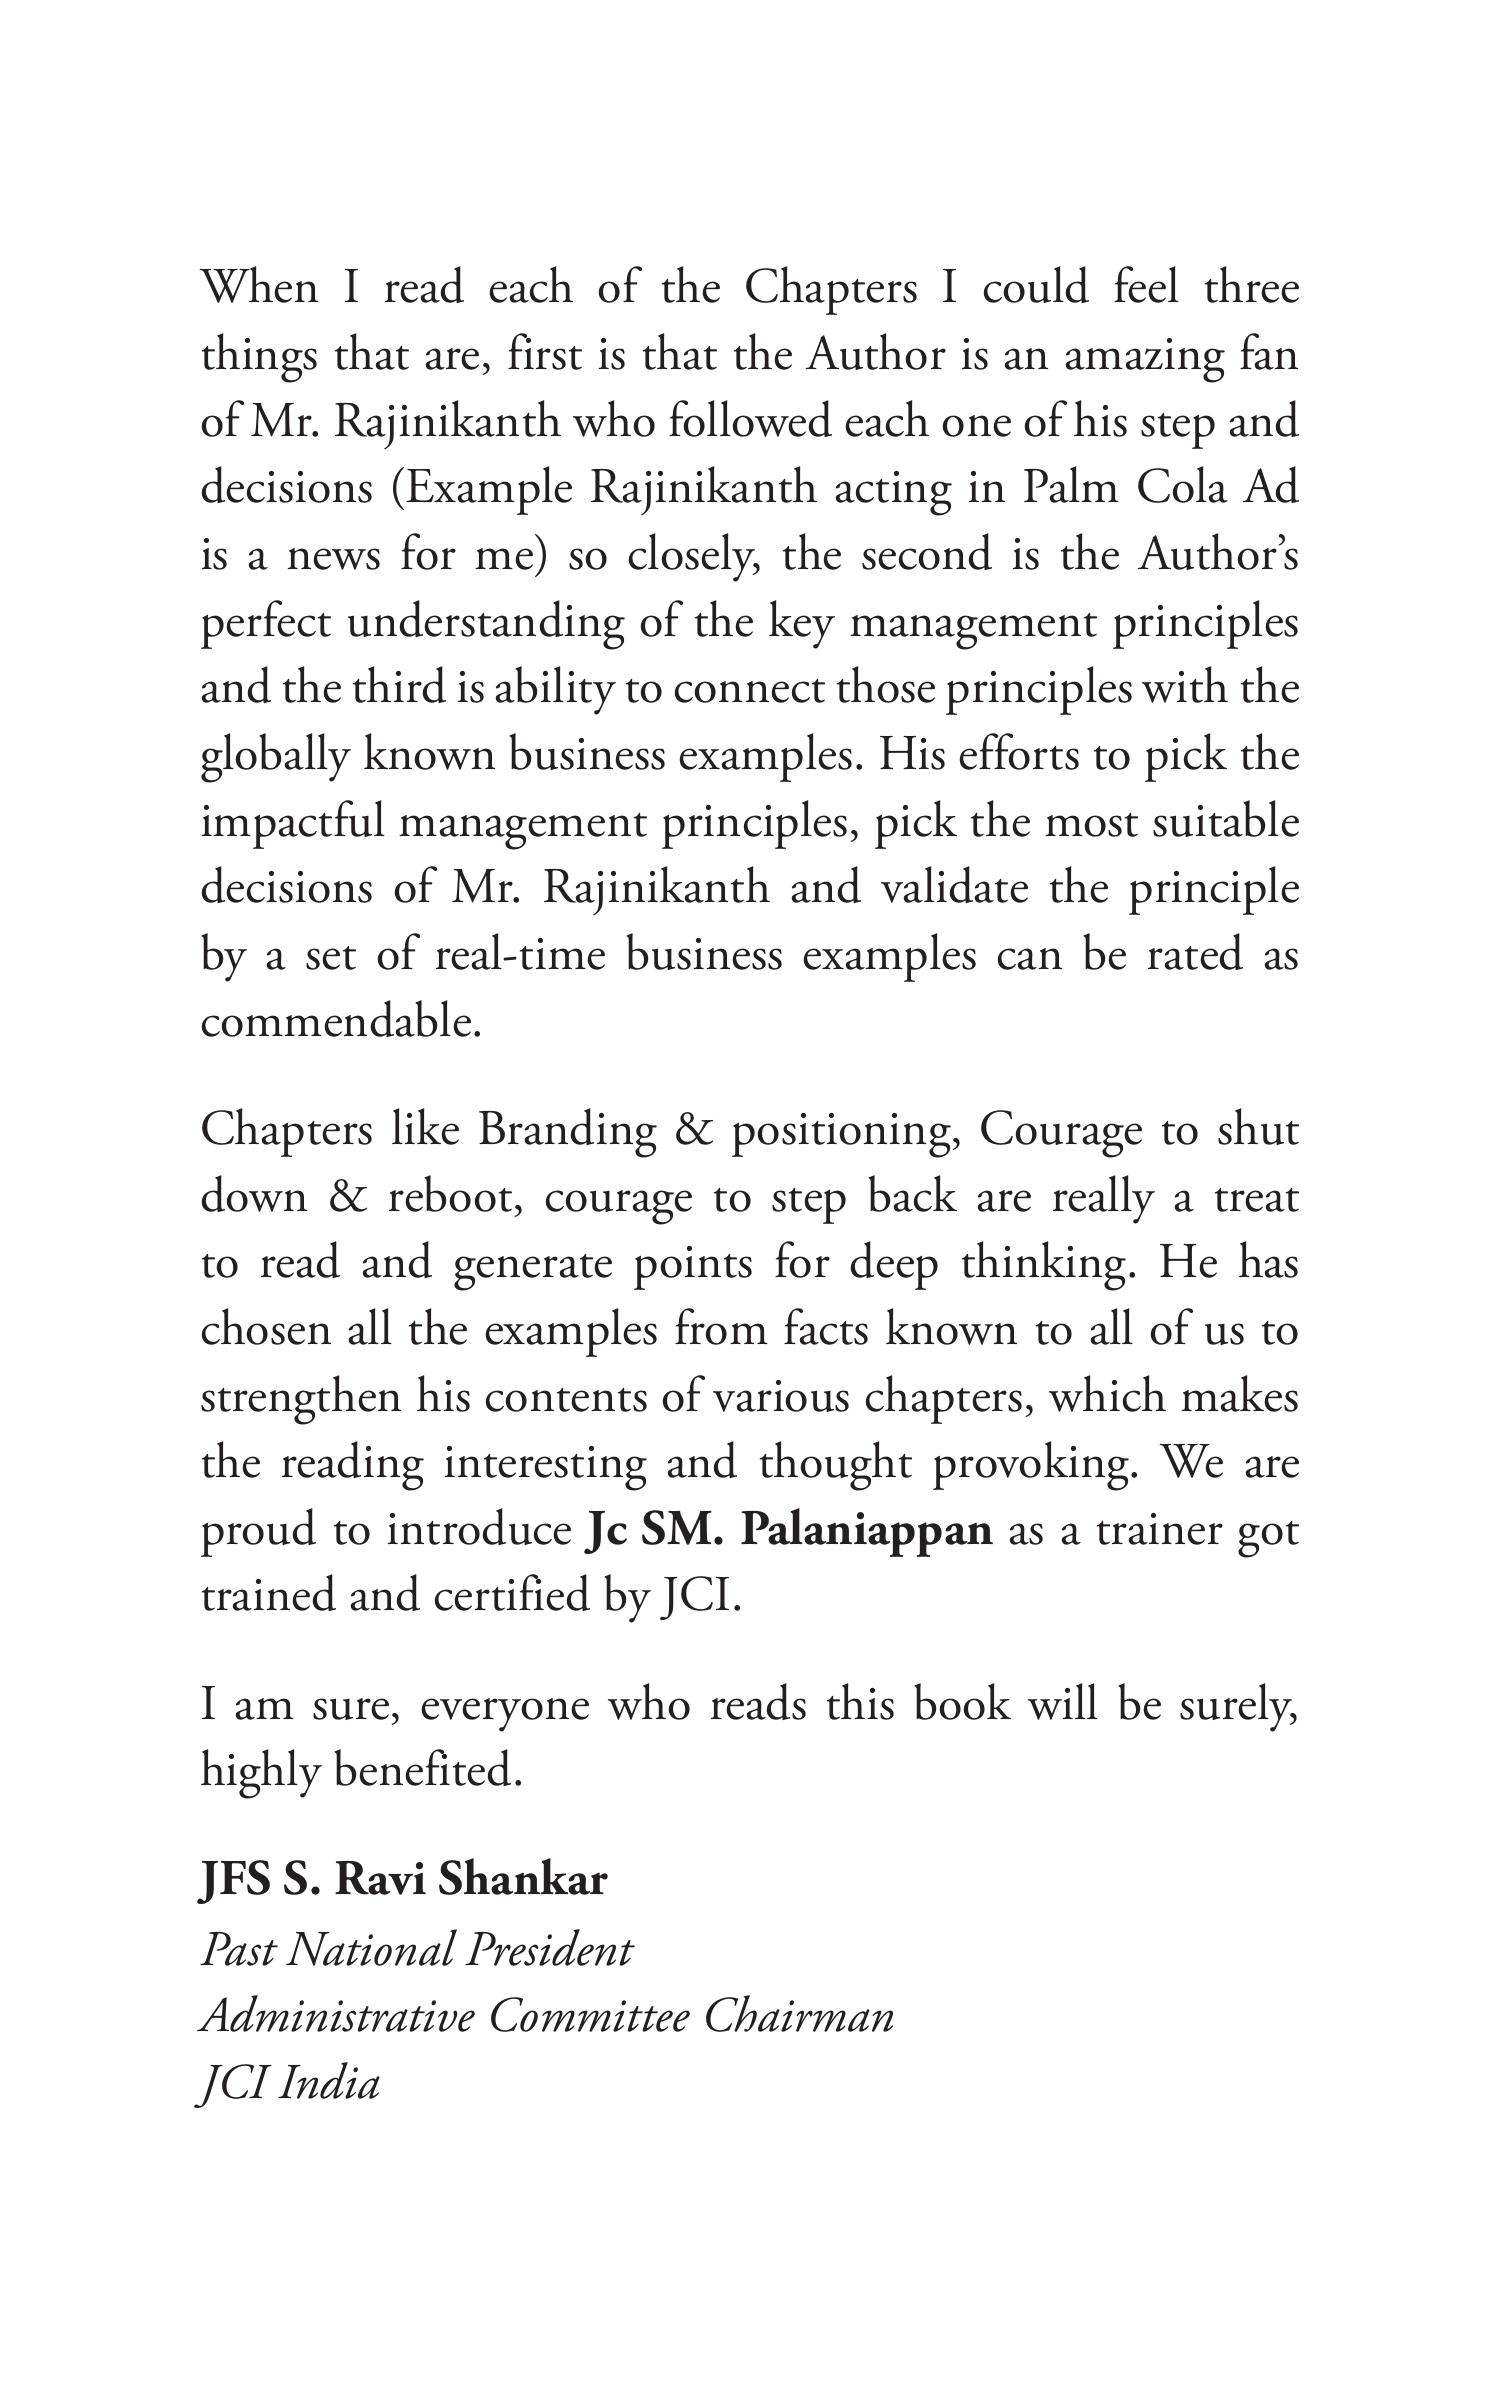 When I read each of the Chapters I could feel three
things that are, first is that the Author is an amazing fan
of Mr. Rajinikanth who followed each one of his step and
decisions (Example Rajinikanth acting in Palm Cola Ad
is a news for me) so closely, the second is the Author’s
perfect understanding of the key management principles
and the third is ability to connect those principles with the
globally known business examples. His efforts to pick the
impactful management principles, pick the most suitable
decisions of Mr. Rajinikanth and validate the principle
by a set of real-time business examples can be rated as
commendable.
Chapters like Branding & positioning, Courage to shut
down & reboot, courage to step back are really a treat
to read and generate points for deep thinking. He has
chosen all the examples from facts known to all of us to
strengthen his contents of various chapters, which makes
the reading interesting and thought provoking. We are
proud to introduce Jc SM. Palaniappan as a trainer got
trained and certified by JCI.
I am sure, everyone who reads this book will be surely,
highly benefited.
JFS S. Ravi Shankar
Past National President
Administrative Committee Chairman
JCI India